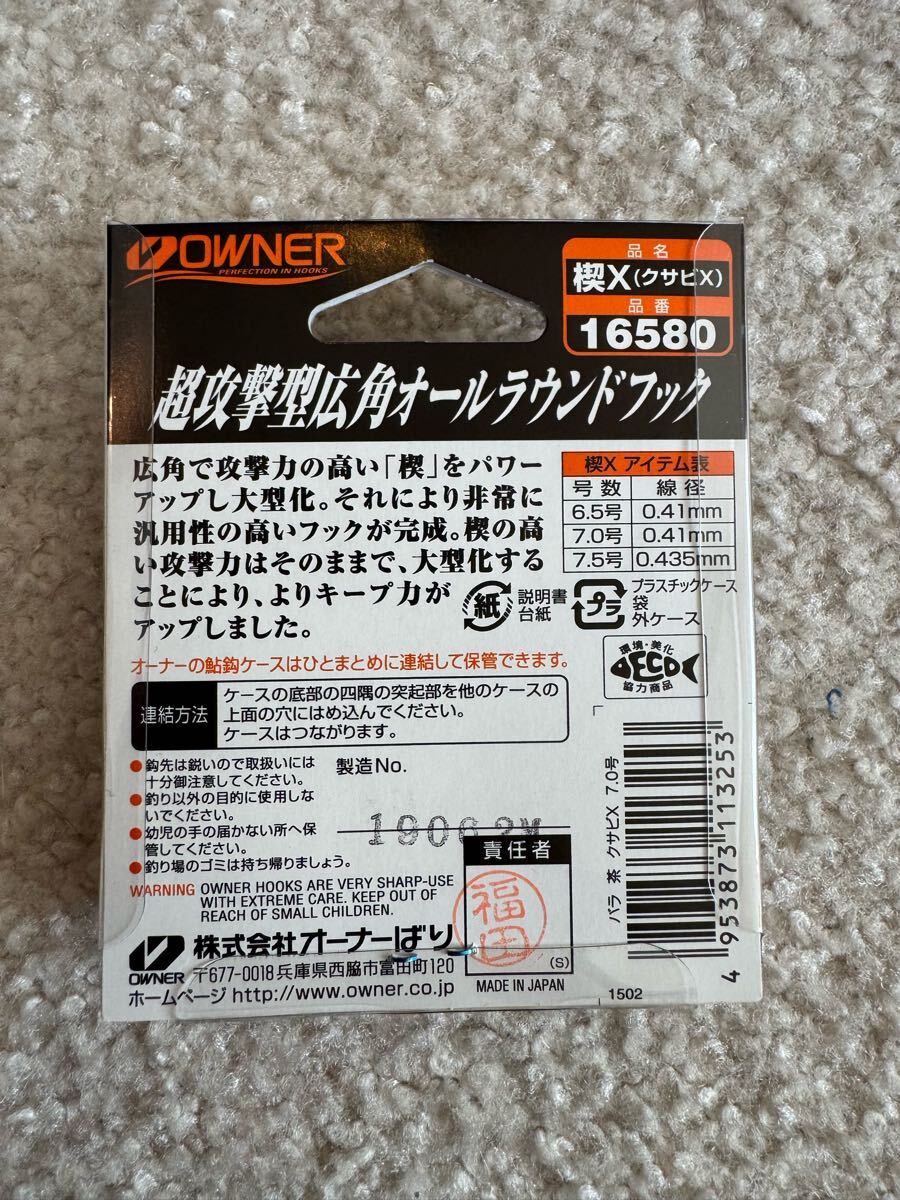 OWNER
PERFECTION IN HOOKS
品名
楔X(クサビX)
品番
16580
超攻撃型広角オールラウンドフック
広角で攻撃力の高い「楔」をパワー
アップし大型化。それにより非常に
汎用性の高いフックが完成。楔の高
い攻撃力はそのままで、大型化する
ことにより、よりキープ力が
アップしました。
楔X アイテム表
号数 線径
6.5号 0.41mm
7.0号 0.41mm
7.5号 0.435mm
紙
説明書
台紙
プラ
プラスチックケース
袋
外ケース
オーナーの鮎鈎ケースはひとまとめに連結して保管できます。
環境・美化
ECO
協力商品
連結方法
ケースの底部の四隅の突起部を他のケースの
上面の穴にはめ込んでください。
ケースはつながります。
●鈎先は鋭いので取扱いには
十分御注意してください。
●釣り以外の目的に使用しな
いでください。
●幼児の手の届かない所へ保
管してください。
●釣り場のゴミは持ち帰りましょう。
製造No.
19062M
責任者
福田
(S)
WARNING OWNER HOOKS ARE VERY SHARP-USE
WITH EXTREME CARE. KEEP OUT OF
REACH OF SMALL CHILDREN.
OWNER
株式会社オーナーばり
〒677-0018兵庫県西脇市富田町120
ホームページ http://www.owner.co.jp
MADE IN JAPAN
バラ 茶 クサビX 7.0号
4953873113253
1502